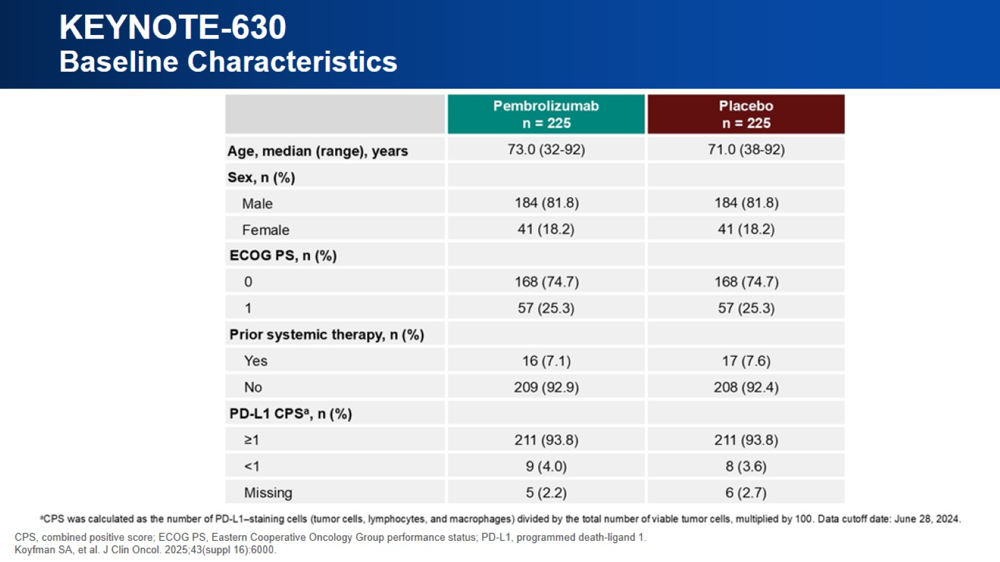 KEYNOTE-630
Baseline Characteristics
Pembrolizumab n = 225 Placebo n = 225
Age, median (range), years 73.0 (32-92) 71.0 (38-92)
Sex, n (%)
Male 184 (81.8) 184 (81.8)
Female 41 (18.2) 41 (18.2)
ECOG PS, n (%)
0 168 (74.7) 168 (74.7)
1 57 (25.3) 57 (25.3)
Prior systemic therapy, n (%)
Yes 16 (7.1) 17 (7.6)
No 209 (92.9) 208 (92.4)
PD-L1 CPSᵃ, n (%)
≥1 211 (93.8) 211 (93.8)
<1 9 (4.0) 8 (3.6)
Missing 5 (2.2) 6 (2.7)
ᵃCPS was calculated as the number of PD-L1–staining cells (tumor cells, lymphocytes, and macrophages) divided by the total number of viable tumor cells, multiplied by 100. Data cutoff date: June 28, 2024.
CPS, combined positive score; ECOG PS, Eastern Cooperative Oncology Group performance status; PD-L1, programmed death-ligand 1.
Koyfman SA, et al. J Clin Oncol. 2025;43(suppl 16):6000.